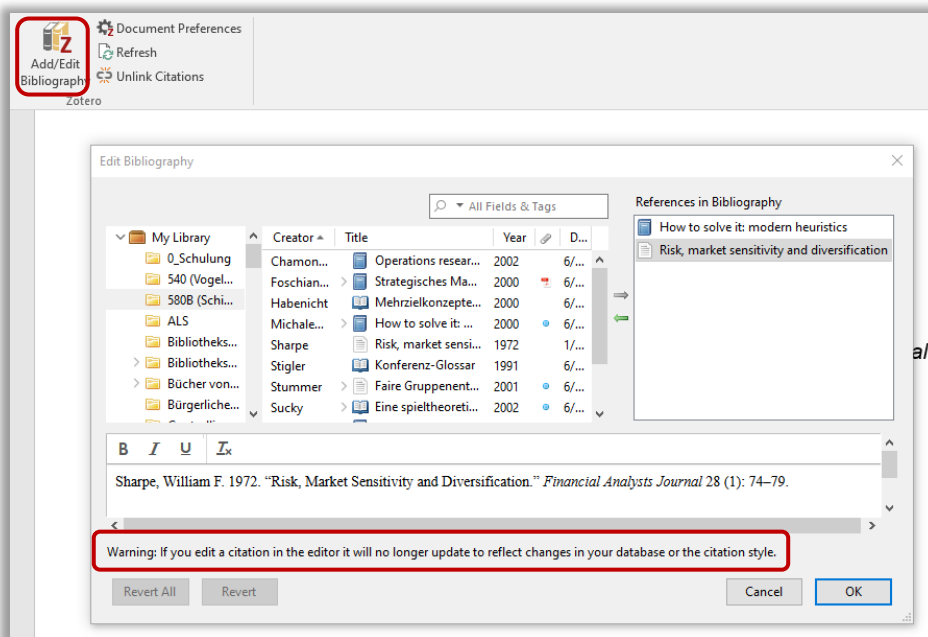 Add/Edit
Bibliography
Document Preferences
Refresh
Unlink Citations
Zotero
Edit Bibliography
All Fields & Tags
References in Bibliography
How to solve it: modern heuristics
Risk, market sensitivity and diversification
My Library
0_Schulung
540 (Vogel...
580B (Schi...
ALS
Bibliotheks...
Bibliotheks...
Bücher von...
Bürgerliche...
Creator Title Year D...
Chamon... Operations resear... 2002 6/...
Foschian... Strategisches Ma... 2000 6/...
Habenicht Mehrzielkonzepte... 2000 6/...
Michale... How to solve it: ... 2000 6/...
Sharpe Risk, market sensi... 1972 1/...
Stigler Konferenz-Glossar 1991 6/...
Stummer Faire Gruppenent... 2001 6/...
Sucky Eine spieltheoreti... 2002 6/...
al
B I U Tx
Sharpe, William F. 1972. “Risk, Market Sensitivity and Diversification.” Financial Analysts Journal 28 (1): 74–79.
Warning: If you edit a citation in the editor it will no longer update to reflect changes in your database or the citation style.
Revert All Revert Cancel OK